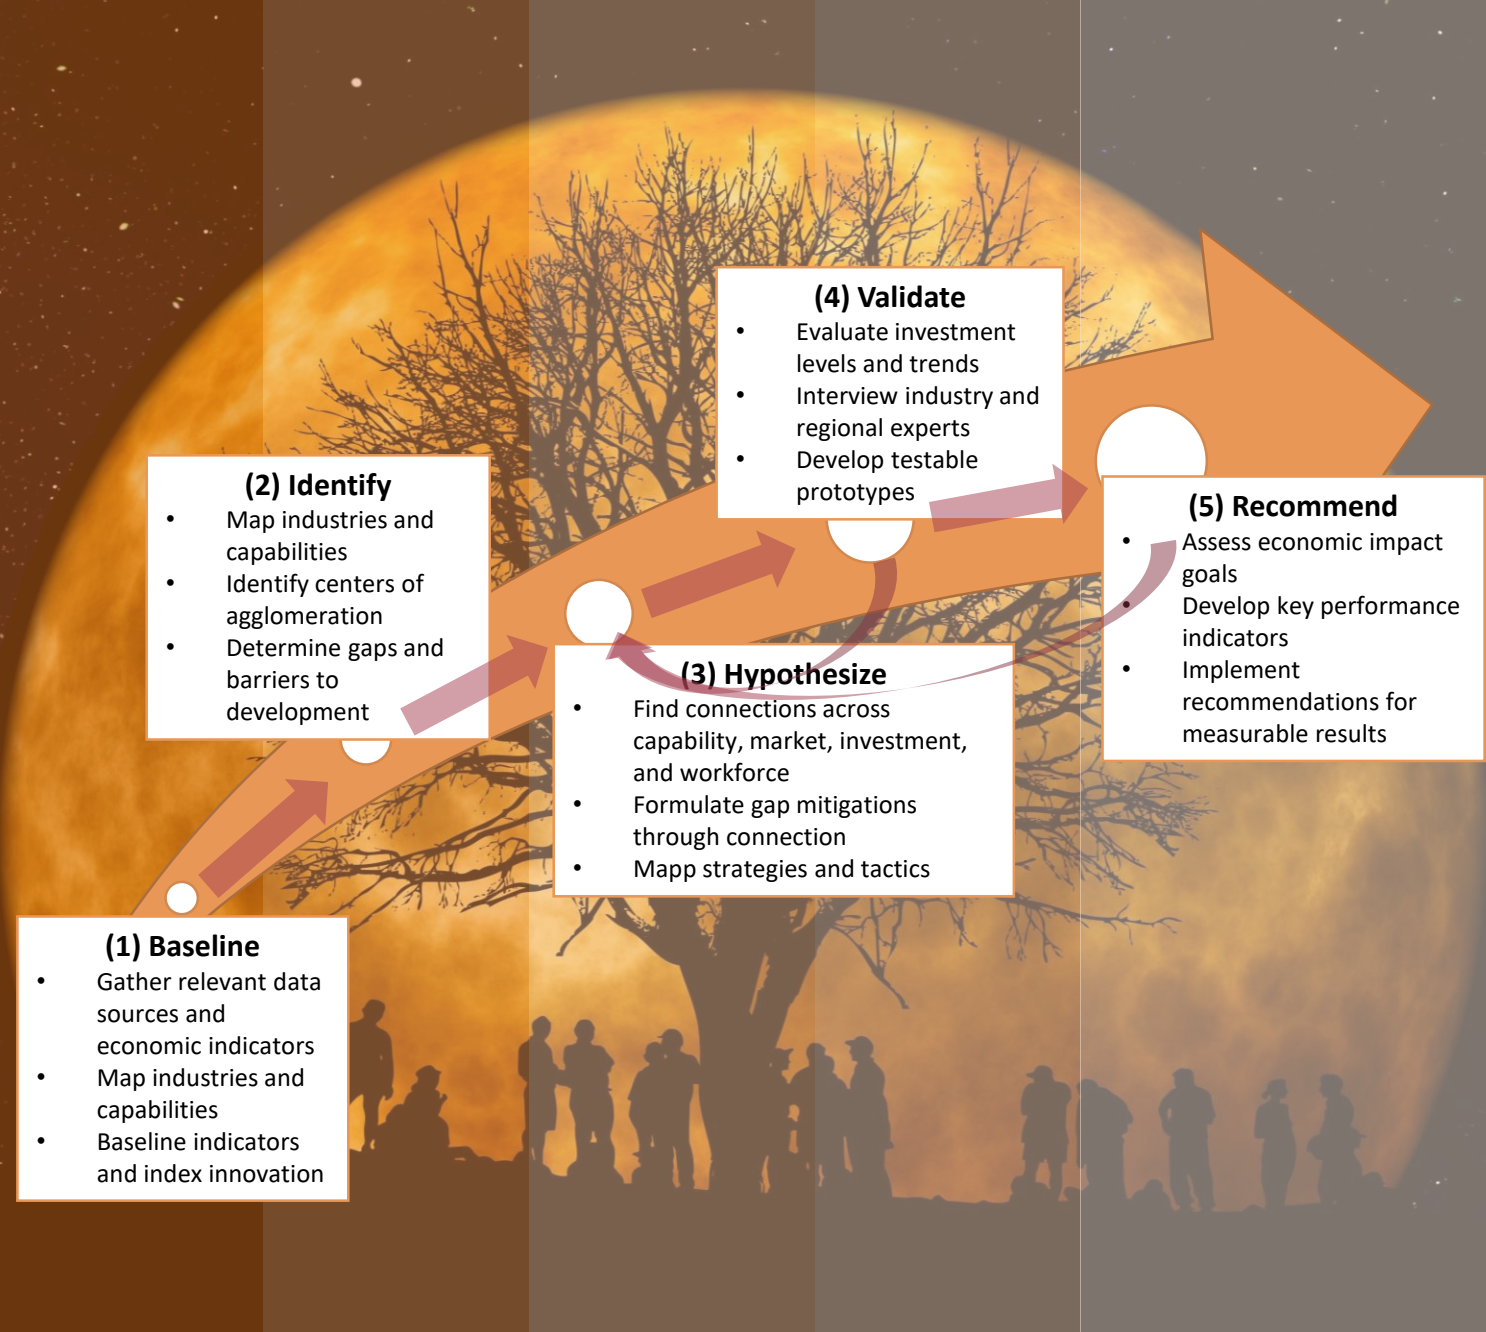 (1) Baseline
• Gather relevant data
sources and
economic indicators
• Map industries and
capabilities
• Baseline indicators
and index innovation
(2) Identify
• Map industries and
capabilities
• Identify centers of
agglomeration
• Determine gaps and
barriers to
development
(3) Hypothesize
• Find connections across
capability, market, investment,
and workforce
• Formulate gap mitigations
through connection
• Mapp strategies and tactics
(4) Validate
• Evaluate investment
levels and trends
• Interview industry and
regional experts
• Develop testable
prototypes
(5) Recommend
• Assess economic impact
goals
• Develop key performance
indicators
• Implement
recommendations for
measurable results